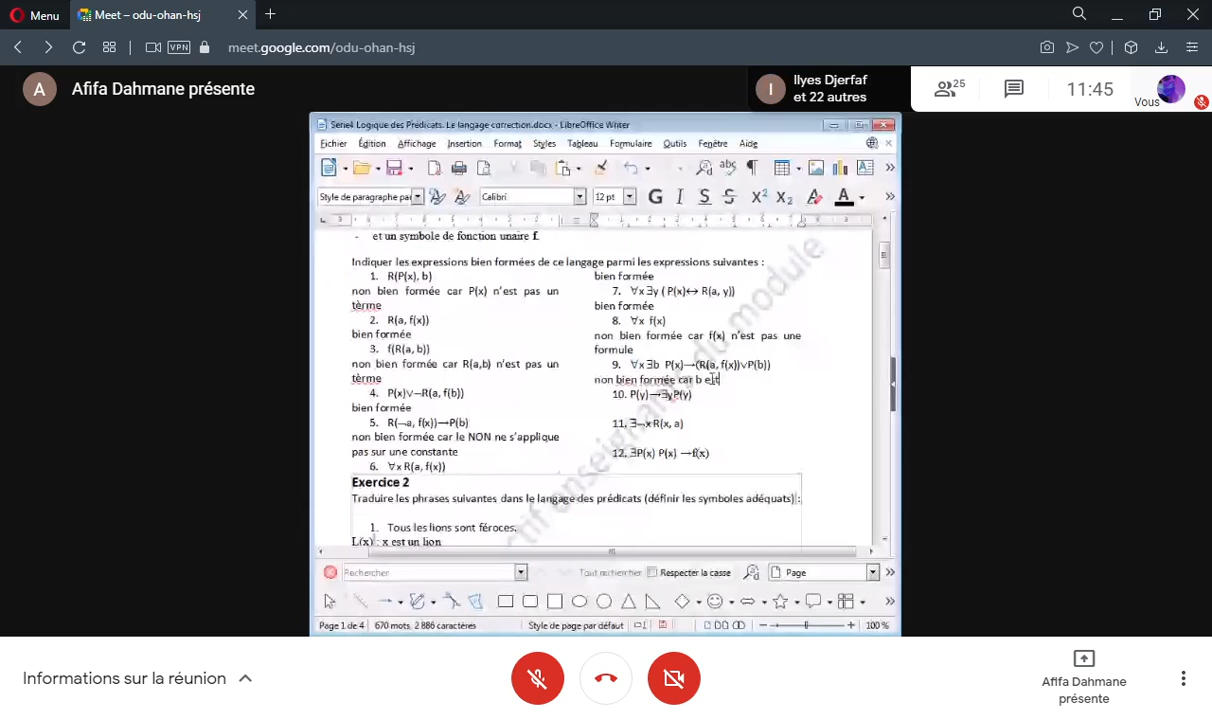 Menu
Meet – odu-ohan-hsj
VPN
meet.google.com/odu-ohan-hsj
A
Afifa Dahmane présente
I
Ilyes Djerfaf
et 22 autres
25
11:45
Vous
Serie4 Logique des Prédicats. Le langage correction.docx - LibreOffice Writer
Fichier Édition Affichage Insertion Format Styles Tableau Formulaire Outils Fenêtre Aide
Style de paragraphe par
Calibri
12 pt
G I S S X² X₂ A A
- et un symbole de fonction unaire f.
Indiquer les expressions bien formées de ce langage parmi les expressions suivantes :
1. R(P(x), b)
non bien formée car P(x) n'est pas un
tèrme
2. R(a, f(x))
bien formée
3. f(R(a, b))
non bien formée car R(a,b) n'est pas un
tèrme
4. P(x)∨¬R(a, f(b))
bien formée
5. R(¬a, f(x))→P(b)
non bien formée car le NON ne s'applique
pas sur une constante
6. ∀x R(a, f(x))
bien formée
7. ∀x ∃y ( P(x)↔ R(a, y))
bien formée
8. ∀x f(x)
non bien formée car f(x) n'est pas une
formule
9. ∀x ∃b P(x)→(R(a, f(x))∨P(b))
non bien formée car b est
10. P(y)→∃yP(y)
11. ∃¬x R(x, a)
12. ∃P(x) P(x) →f(x)
Exercice 2
Traduire les phrases suivantes dans le langage des prédicats (définir les symboles adéquats) :
1. Tous les lions sont féroces.
L(x) : x est un lion
ctif enseignants du module
Rechercher
Tout rechercher
Respecter la casse
Page
Page 1 de 4
670 mots, 2 886 caractères
Style de page par défaut
100 %
Informations sur la réunion
Afifa Dahmane
présente